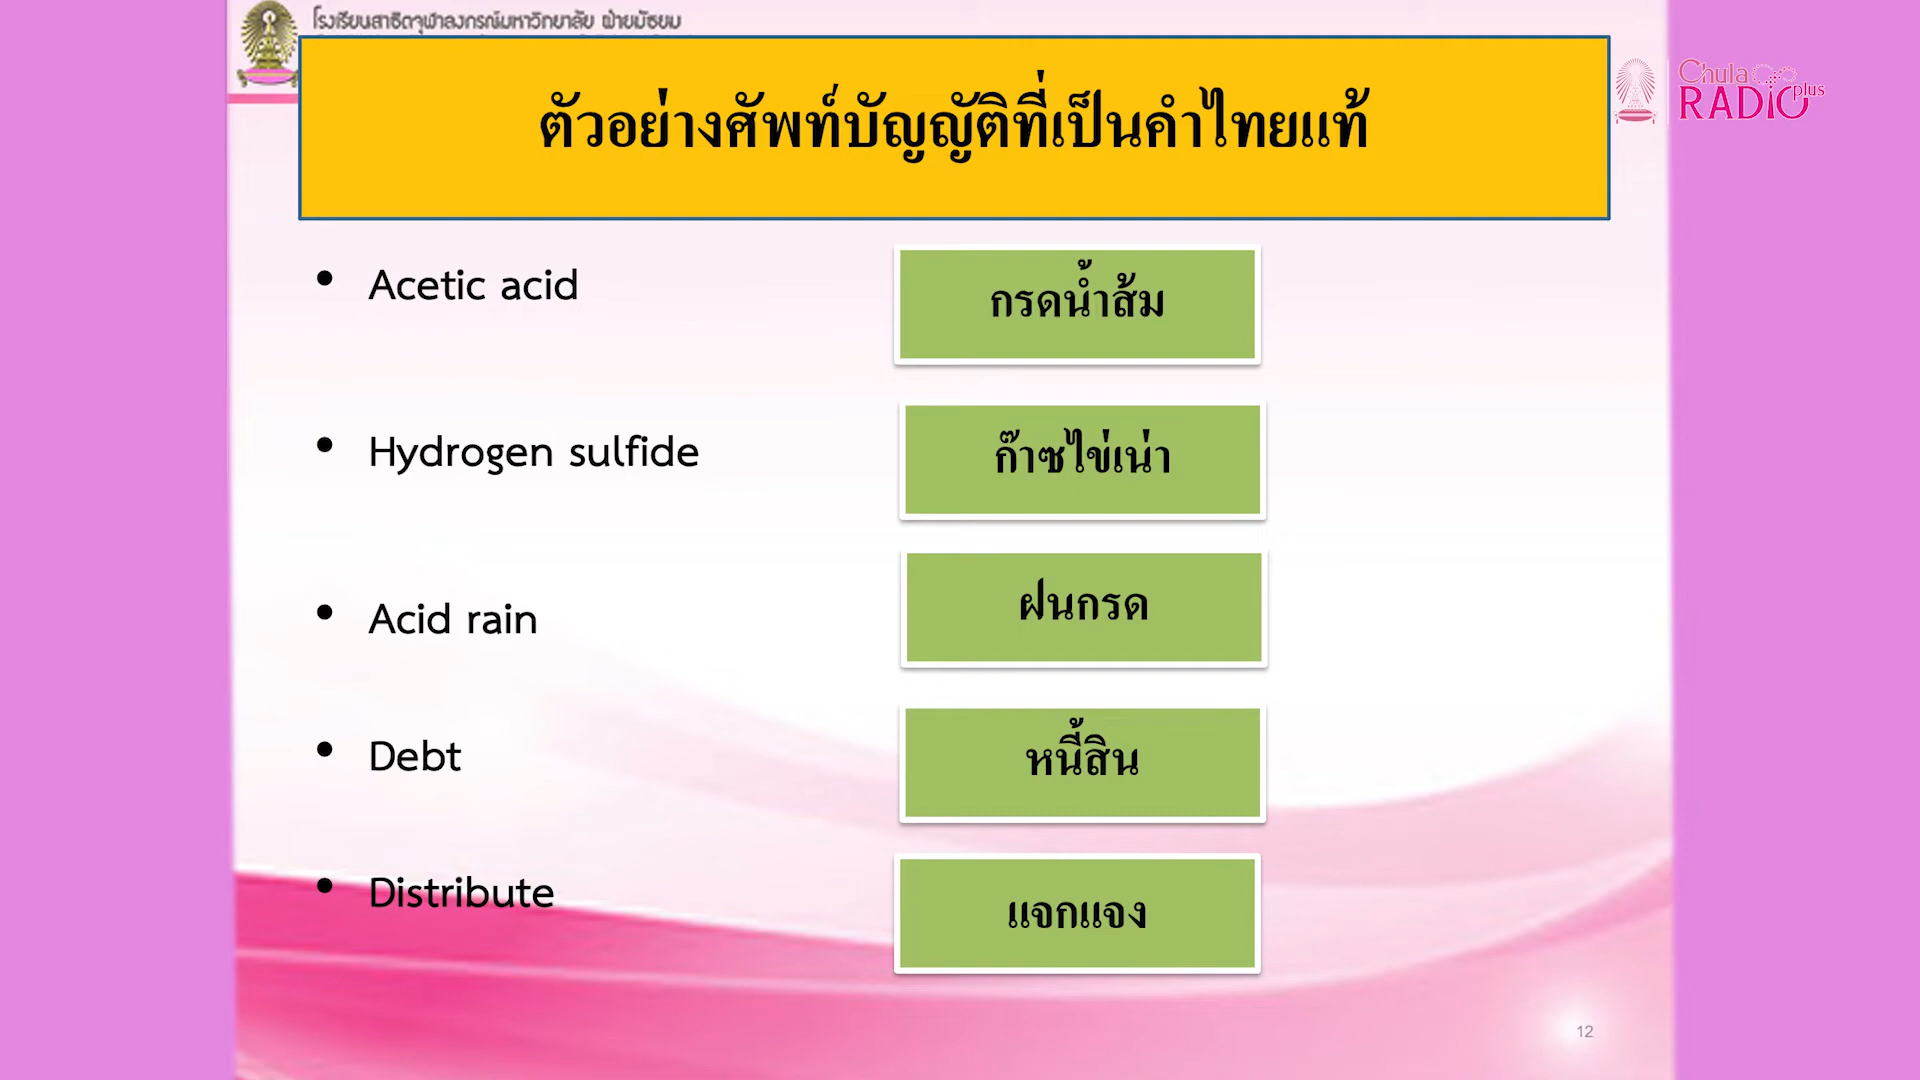 โรงเรียนสาธิตจุฬาลงกรณ์มหาวิทยาลัย ฝ่ายมัธยม
Chula
RADIO plus
ตัวอย่างศัพท์บัญญัติที่เป็นคำไทยแท้
• Acetic acid
กรดน้ำส้ม
• Hydrogen sulfide
ก๊าซไข่เน่า
• Acid rain
ฝนกรด
• Debt
หนี้สิน
• Distribute
แจกแจง
12